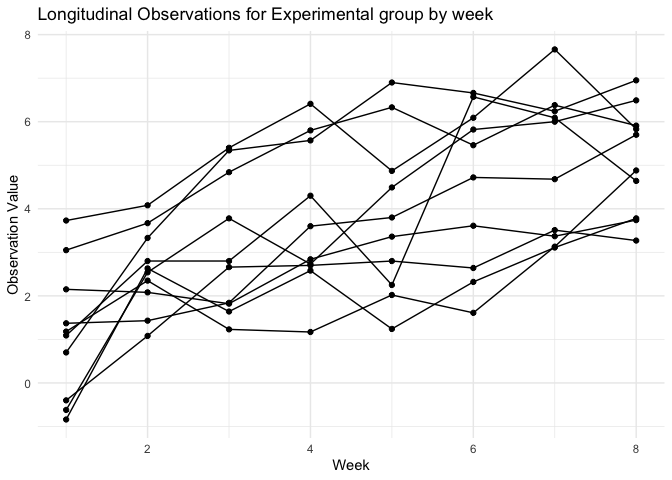 Longitudinal Observations for Experimental group by week
8
6
4
2
0
Observation Value
2 4 6 8
Week